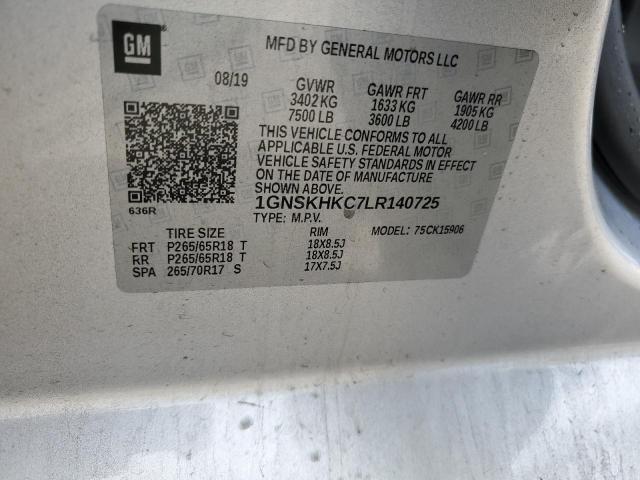 GM
MFD BY GENERAL MOTORS LLC
08/19
GVWR GAWR FRT GAWR RR
3402 KG 1633 KG 1905 KG
7500 LB 3600 LB 4200 LB
THIS VEHICLE CONFORMS TO ALL
APPLICABLE U.S. FEDERAL MOTOR
VEHICLE SAFETY STANDARDS IN EFFECT
ON THE DATE OF MANUFACTURE
SHOWN ABOVE.
636R
1GNSKHKC7LR140725
TYPE: M.P.V. MODEL: 75CK15906
TIRE SIZE RIM
FRT P265/65R18 T 18X8.5J
RR P265/65R18 T 18X8.5J
SPA 265/70R17 S 17X7.5J